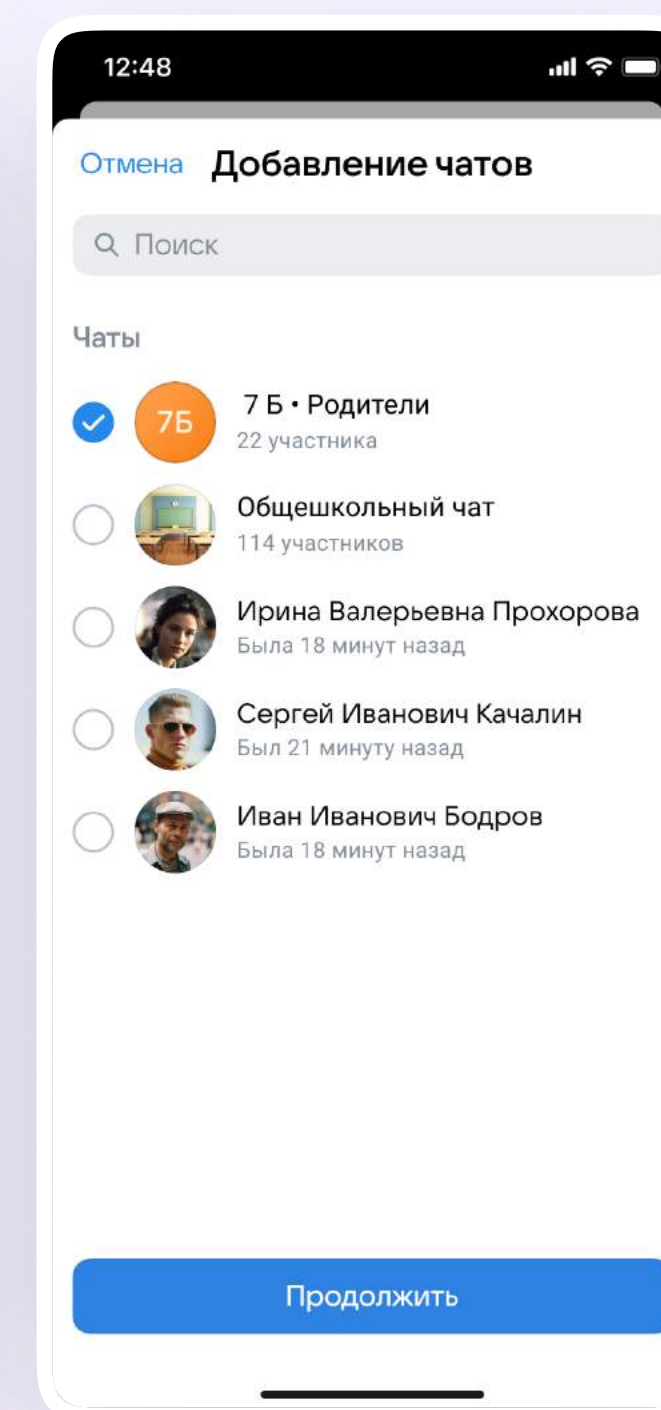 12:48
Отмена Добавление чатов
Поиск
Чаты
7Б
7 Б • Родители
22 участника
Общешкольный чат
114 участников
Ирина Валерьевна Прохорова
Была 18 минут назад
Сергей Иванович Качалин
Был 21 минуту назад
Иван Иванович Бодров
Была 18 минут назад
Продолжить